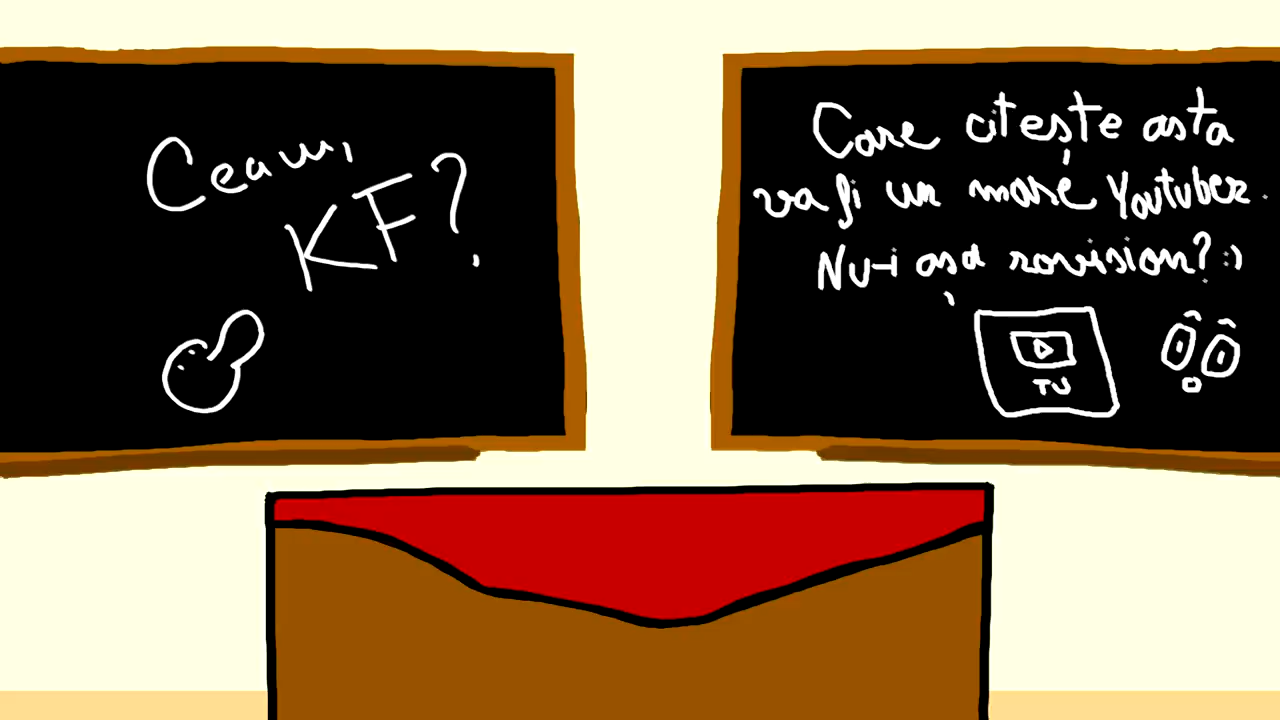 Ceau,
KF?
Care citește asta
va fi un mare Youtuber.
Nu-i așa rovision? :)
TU